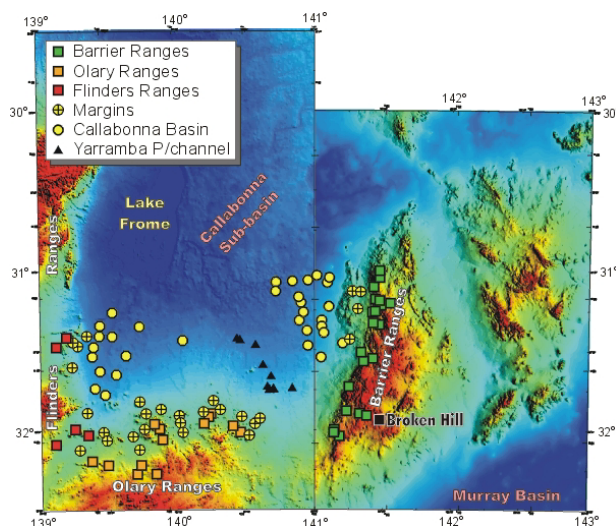 139° 140° 141°
Barrier Ranges
Olary Ranges
Flinders Ranges
Margins
Callabonna Basin
Yarramba P/channel
142° 143°
30° 30°
Lake
Frome
Callabonna
Sub-basin
Ranges
31° 31°
Barrier Ranges
Flinders
Broken Hill
32° 32°
Olary Ranges
Murray Basin
139° 140° 141° 142° 143°